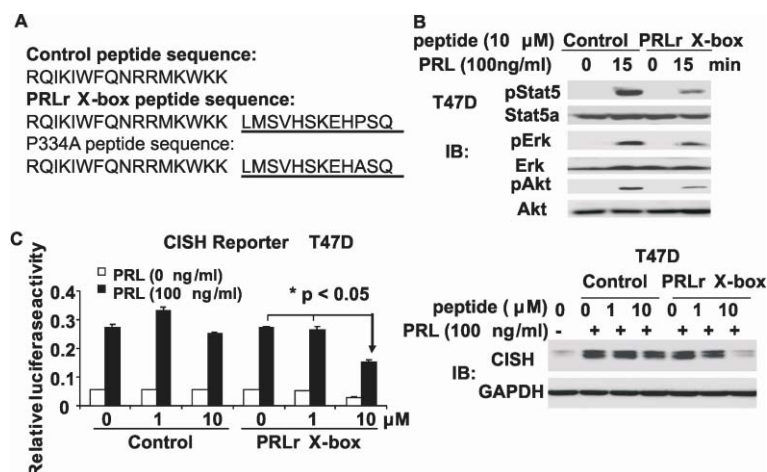 A
Control peptide sequence:
RQIKIWFQNRRMKWKK
PRLr X-box peptide sequence:
RQIKIWFQNRRMKWKK LMSVHSKEHPSQ
P334A peptide sequence:
RQIKIWFQNRRMKWKK LMSVHSKEHASQ
B
peptide (10 μM) Control PRLr X-box
PRL (100ng/ml) 0 15 0 15 min
T47D
IB:
pStat5
Stat5a
pErk
Erk
pAkt
Akt
C
CISH Reporter T47D
PRL (0 ng/ml)
PRL (100 ng/ml)
* p < 0.05
Relative luciferaseactivity
0.4
0.3
0.2
0.1
0
0 1 10 0 1 10 μM
Control PRLr X-box
T47D
Control PRLr X-box
peptide (μM) 0 0 1 10 0 1 10
PRL (100 ng/ml) - + + + + + +
IB:
CISH
GAPDH